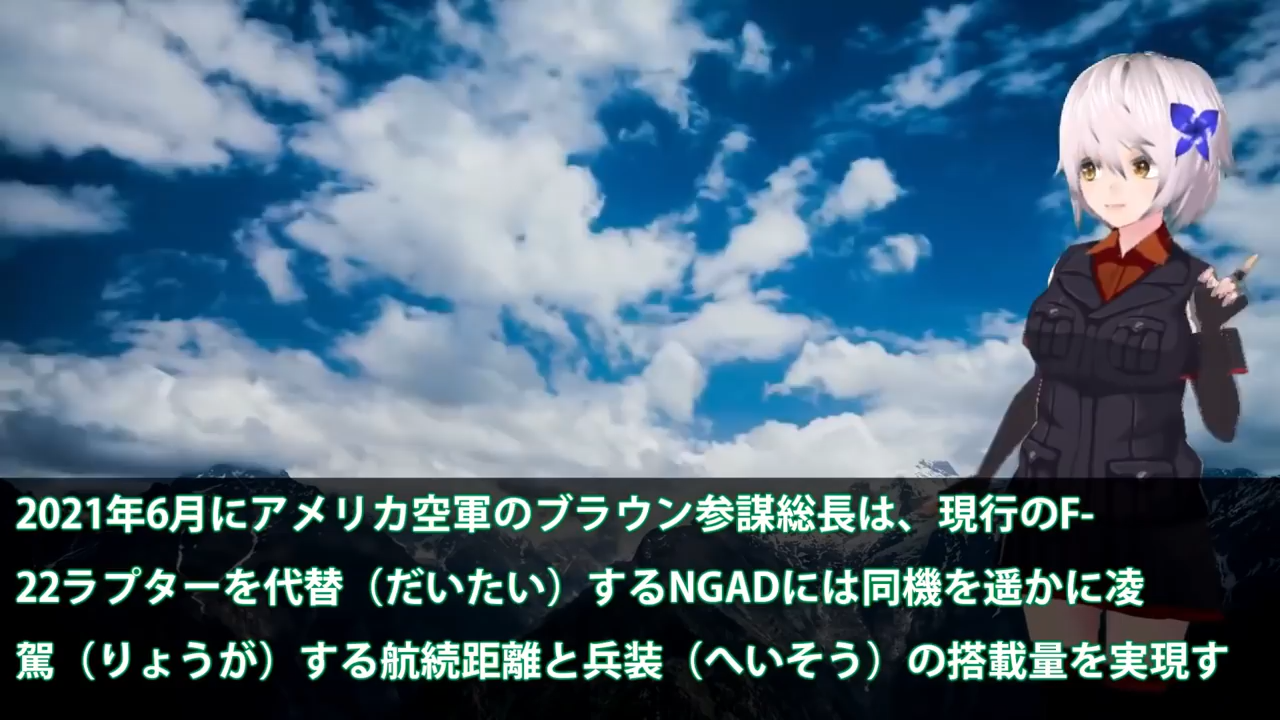 2021年6月にアメリカ空軍のブラウン参謀総長は、現行のF-
22ラプターを代替（だいたい）するNGADには同機を遥かに凌
駕（りょうが）する航続距離と兵装（へいそう）の搭載量を実現す